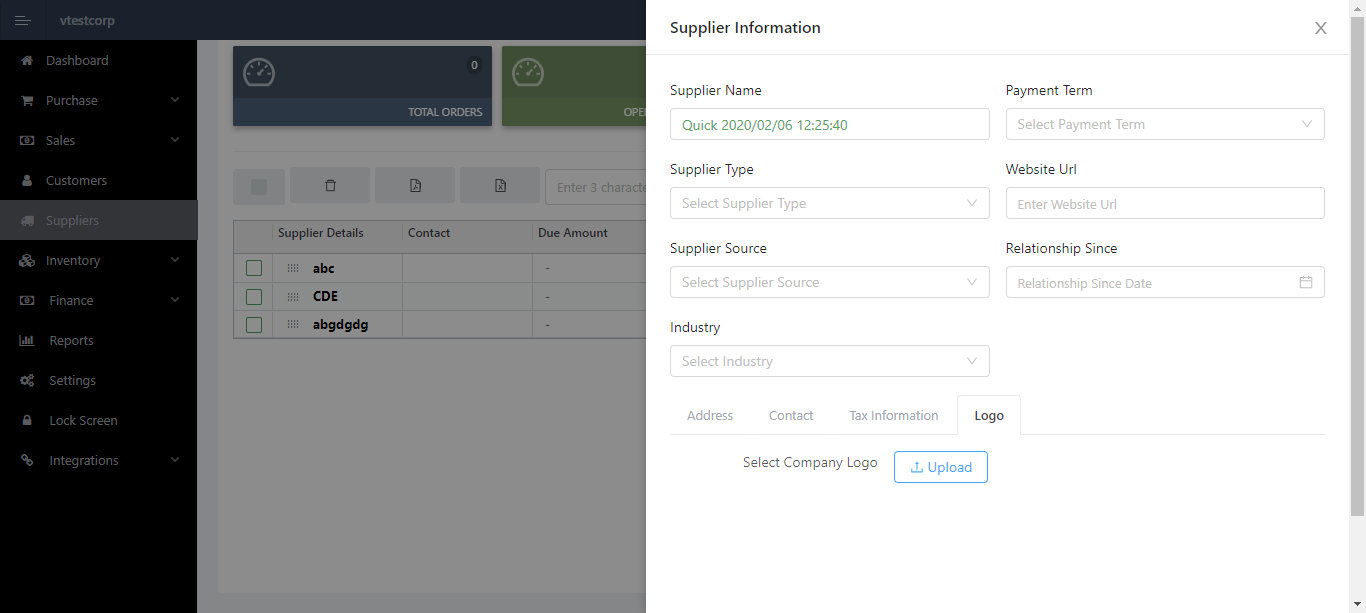 vtestcorp
Dashboard
Purchase
Sales
Customers
Suppliers
Inventory
Finance
Reports
Settings
Lock Screen
Integrations
0
TOTAL ORDERS
Supplier Details Contact Due Amount
abc -
CDE -
abgdgdg -
Enter 3
Supplier Information
Supplier Name Payment Term
Quick 2020/02/06 12:25:40 Select Payment Term
Supplier Type Website Url
Select Supplier Type Enter Website Url
Supplier Source Relationship Since
Select Supplier Source Relationship Since Date
Industry
Select Industry
Address Contact Tax Information Logo
Select Company Logo Upload